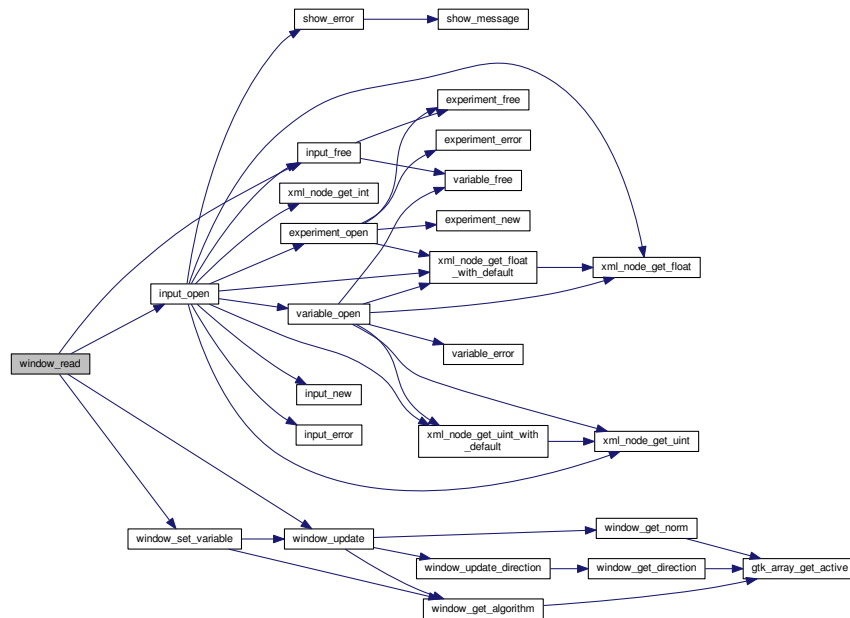 show_error
show_message
experiment_free
experiment_error
input_free
variable_free
xml_node_get_int
experiment_new
experiment_open
xml_node_get_float
_with_default
xml_node_get_float
input_open
variable_open
variable_error
window_read
input_new
input_error
xml_node_get_uint_with
_default
xml_node_get_uint
window_get_norm
window_set_variable
window_update
window_update_direction
window_get_direction
gtk_array_get_active
window_get_algorithm